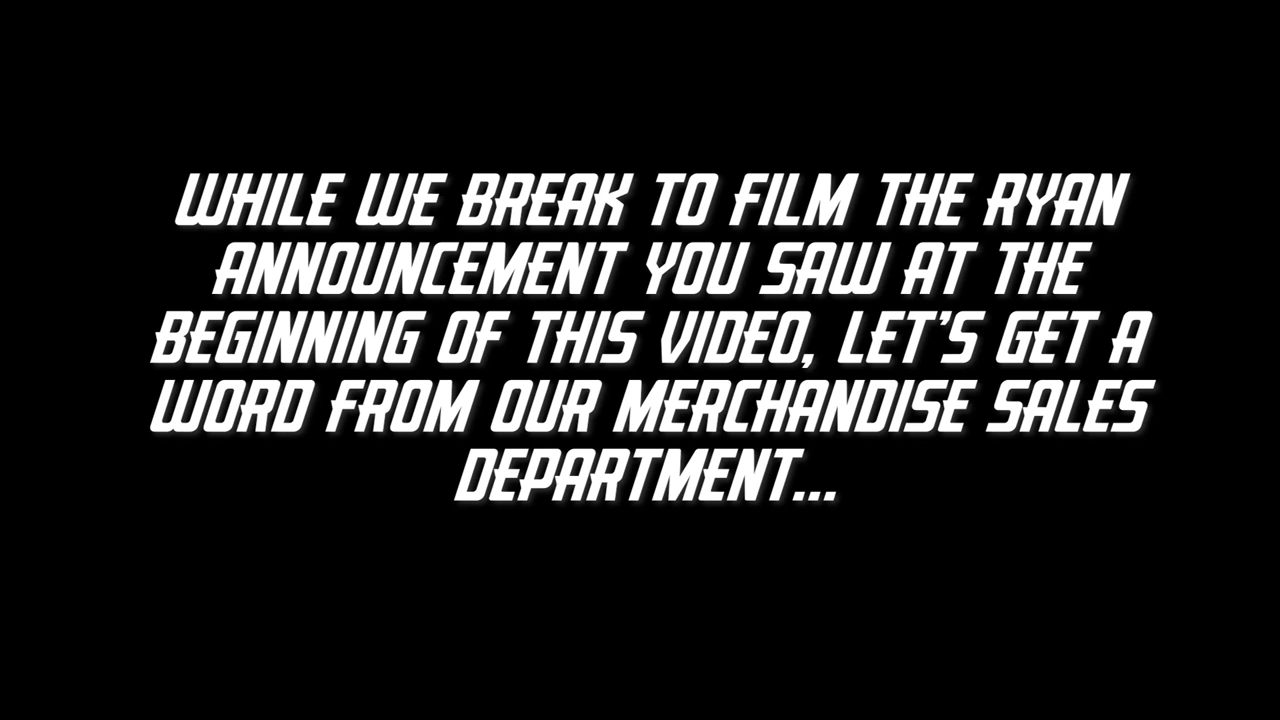 WHILE WE BREAK TO FILM THE RYAN
ANNOUNCEMENT YOU SAW AT THE
BEGINNING OF THIS VIDEO, LET'S GET A
WORD FROM OUR MERCHANDISE SALES
DEPARTMENT...